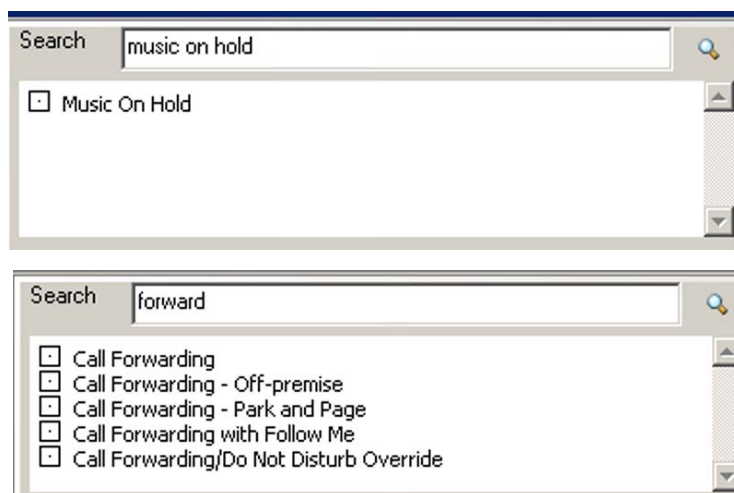 Search
music on hold
Music On Hold
Search
forward
Call Forwarding
Call Forwarding - Off-premise
Call Forwarding - Park and Page
Call Forwarding with Follow Me
Call Forwarding/Do Not Disturb Override